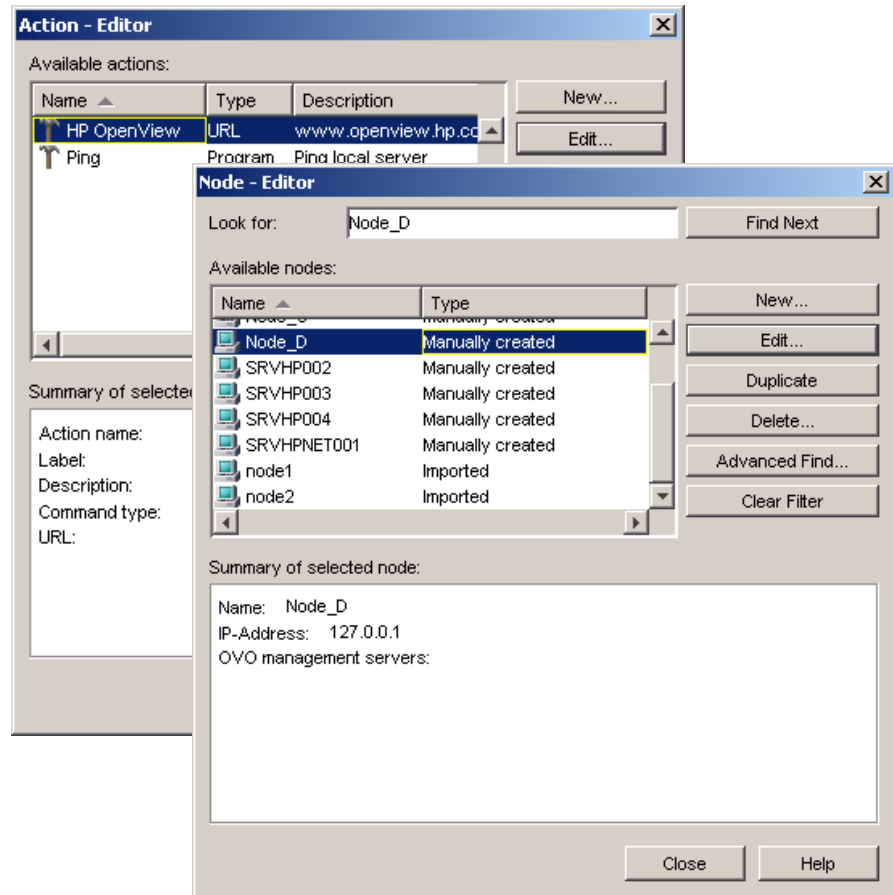 Action - Editor
Available actions:
Name Type Description
New...
HP OpenView URL wwww.openview.hp.cc
Edit...
Ping Program Ping local server
Summary of selected
Action name:
Label:
Description:
Command type:
URL:
Node - Editor
Look for: Node_D
Find Next
Available nodes:
Name Type
New...
Node_D Manually created
Edit...
SRVHP002 Manually created
Duplicate
SRVHP003 Manually created
SRVHP004 Manually created
Delete...
SRVHPNET001 Manually created
Advanced Find...
node1 Imported
node2 Imported
Clear Filter
Summary of selected node:
Name: Node_D
IP-Address: 127.0.0.1
OVO management servers:
Close Help